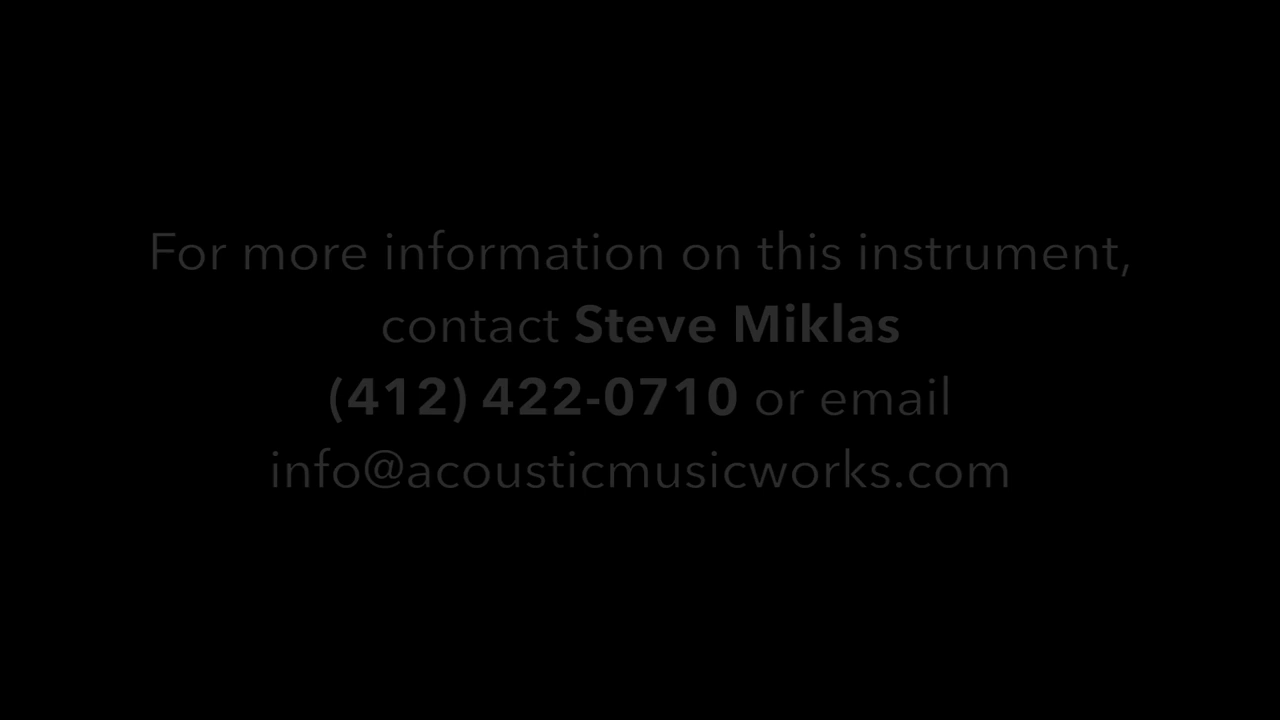 For more information on this instrument,
contact Steve Miklas
(412) 422-0710 or email
info@acousticmusicworks.com